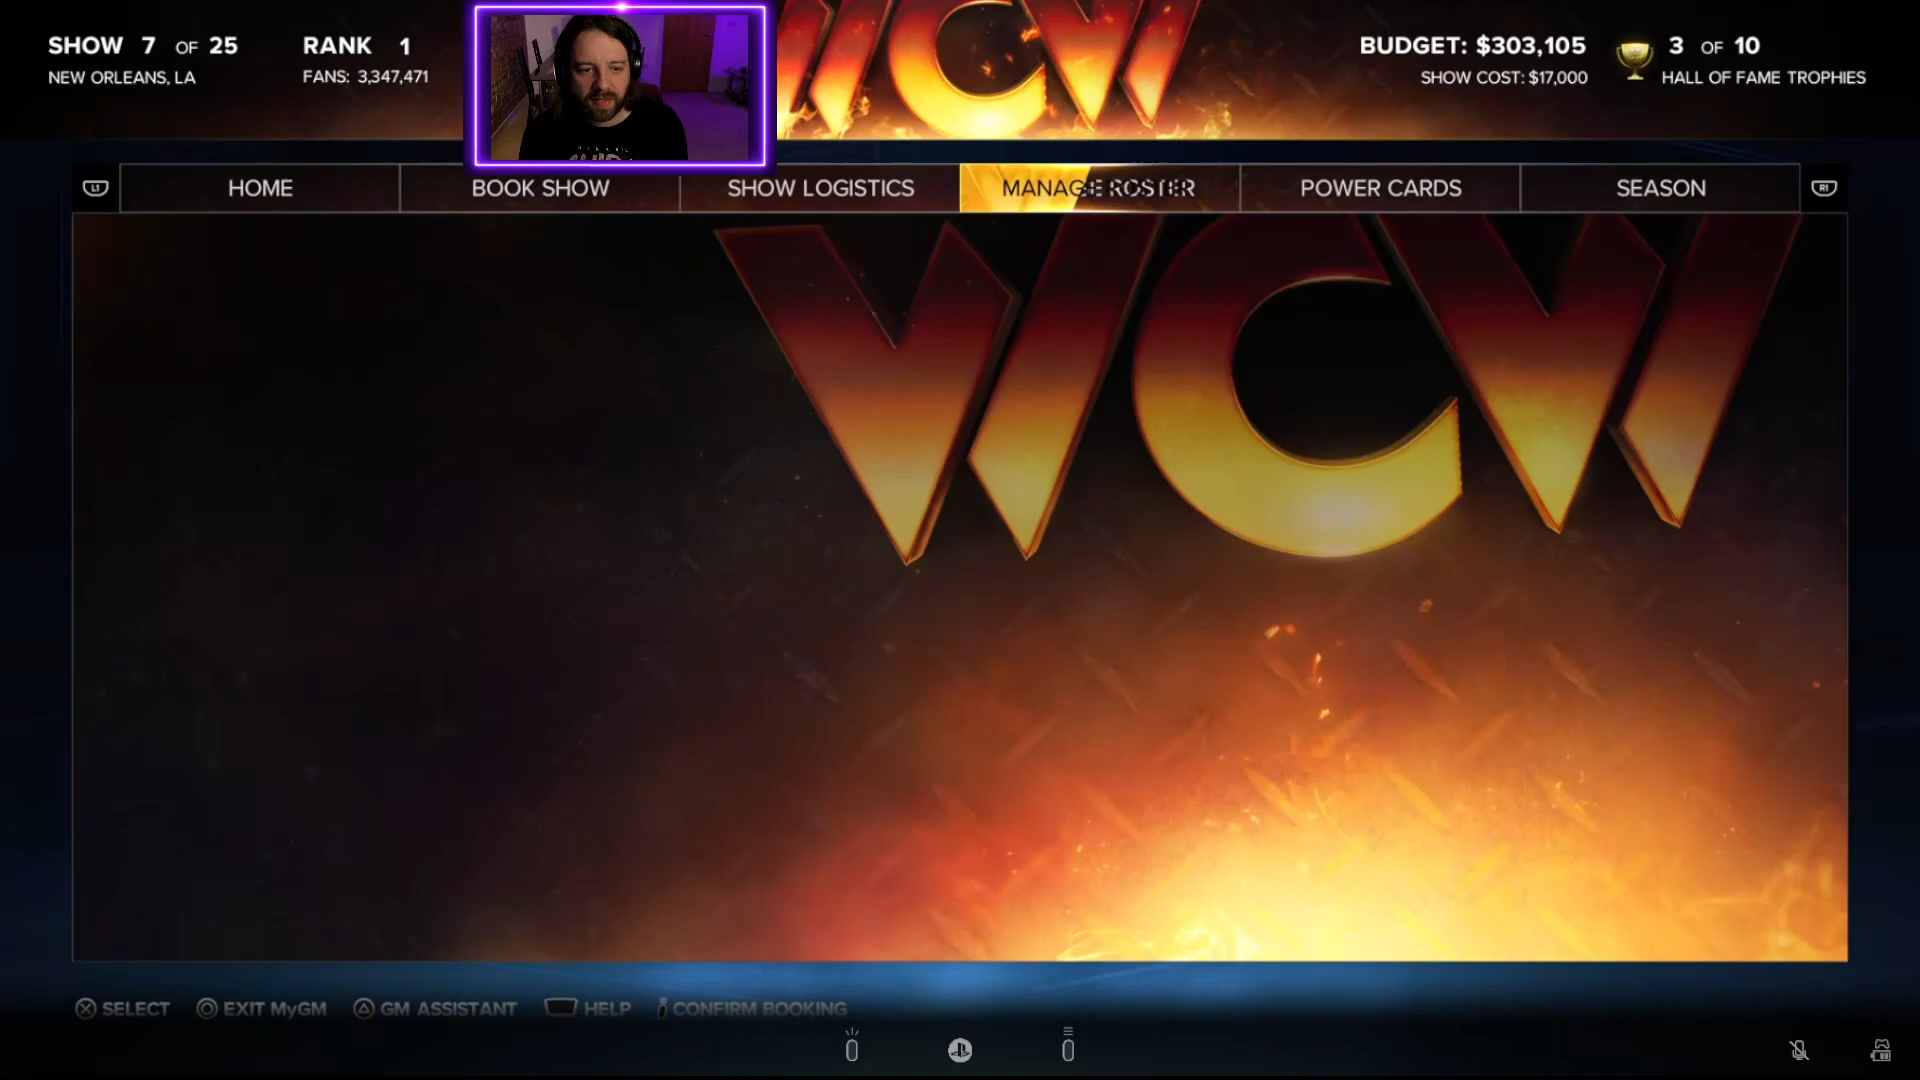 SHOW 7 OF 25
NEW ORLEANS, LA
RANK 1
FANS: 3,347,471
WCW
BUDGET: $303,105
SHOW COST: $17,000
3 OF 10
HALL OF FAME TROPHIES
L1
HOME
BOOK SHOW
SHOW LOGISTICS
MANAGE ROSTER
POWER CARDS
SEASON
R1
WCW
SELECT
EXIT MyGM
GM ASSISTANT
HELP
CONFIRM BOOKING